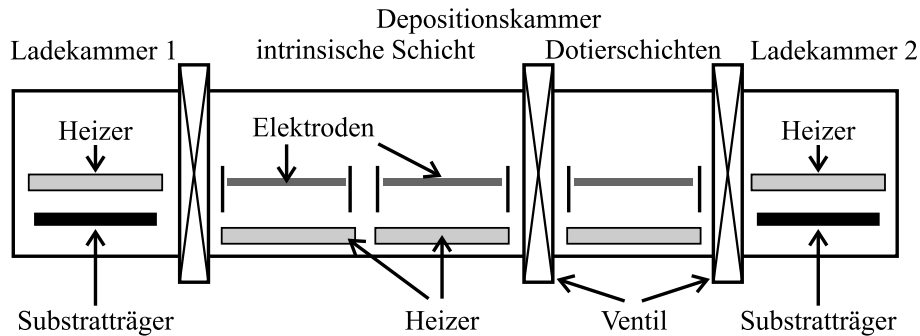 Depositionskammer
Ladekammer 1 intrinsische Schicht Dotierschichten Ladekammer 2
Heizer Elektroden Heizer
Substratträger Heizer Ventil Substratträger